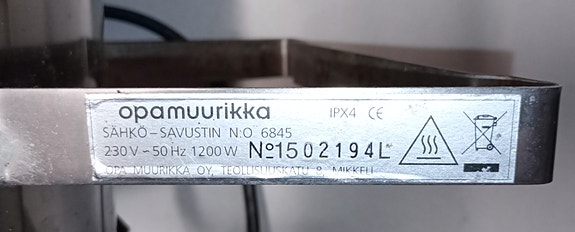 opamuurikka IPX4 CE
SÄHKÖ-SAVUSTIN N:O 6845
230V ~ 50Hz 1200W Nº1502194L
OPA MUURIKKA OY, TEOLLISUUSKATU 8, MIKKELI